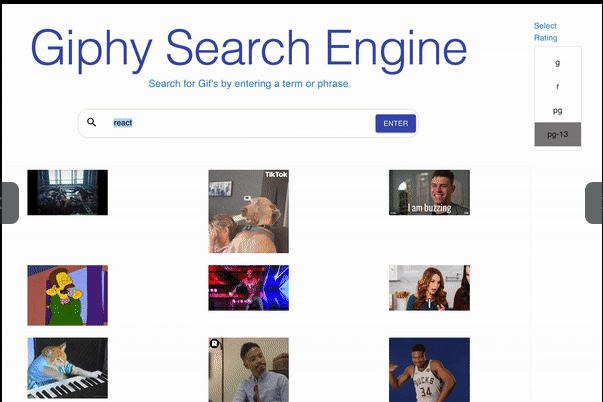 Giphy Search Engine
Search for Gif's by entering a term or phrase
Select
Rating
g
r
pg
pg-13
react
ENTER
TikTok
I am buzzing
R
BUCKS
34